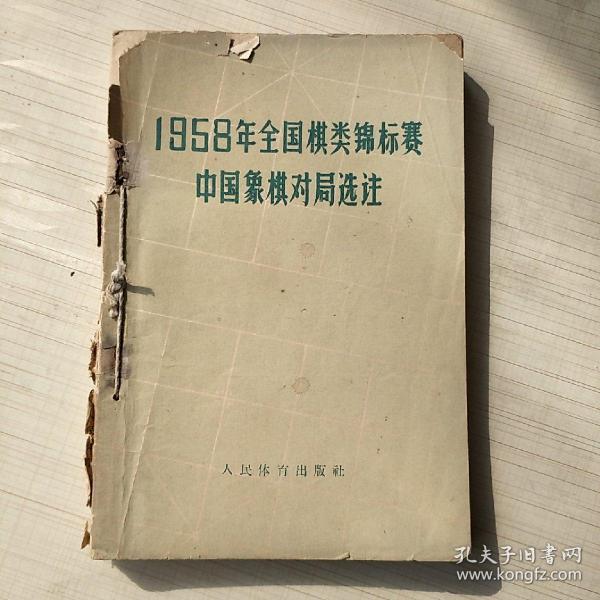 1958年全国棋类锦标赛
中国象棋对局选注
人民体育出版社
孔夫子旧書网
www.kongfz.com